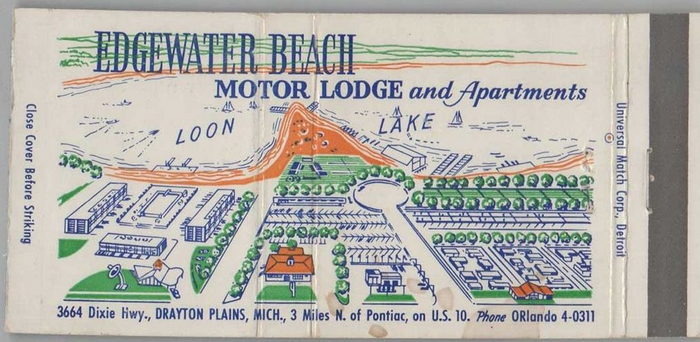 EDGEWATER BEACH
MOTOR LODGE and Apartments
LOON LAKE
3664 Dixie Hwy., DRAYTON PLAINS, MICH., 3 Miles N. of Pontiac, on U.S. 10. Phone ORlando 4-0311
Close Cover Before Striking
Universal Match Corp., Detroit